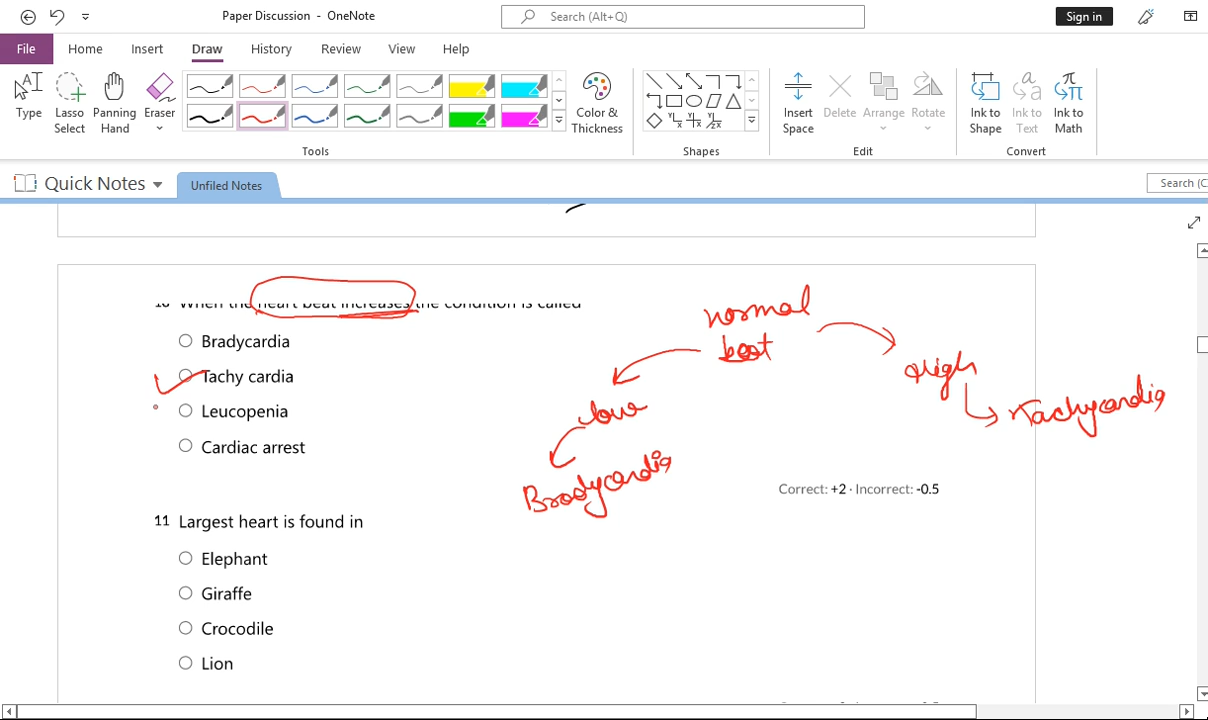 Paper Discussion - OneNote
Search (Alt+Q)
Sign in
File Home Insert Draw History Review View Help
Type
Lasso Select
Panning Hand
Eraser
Color & Thickness
Insert Space
Delete
Arrange
Rotate
Ink to Shape
Ink to Text
Ink to Math
Tools
Shapes
Edit
Convert
Quick Notes
Unfiled Notes
Search (C
10 When the heart beat increases the condition is called
Bradycardia
Tachy cardia
Leucopenia
Cardiac arrest
normal
beat
low
Bradycardia
High
Tachycardia
Correct: +2 · Incorrect: -0.5
11 Largest heart is found in
Elephant
Giraffe
Crocodile
Lion